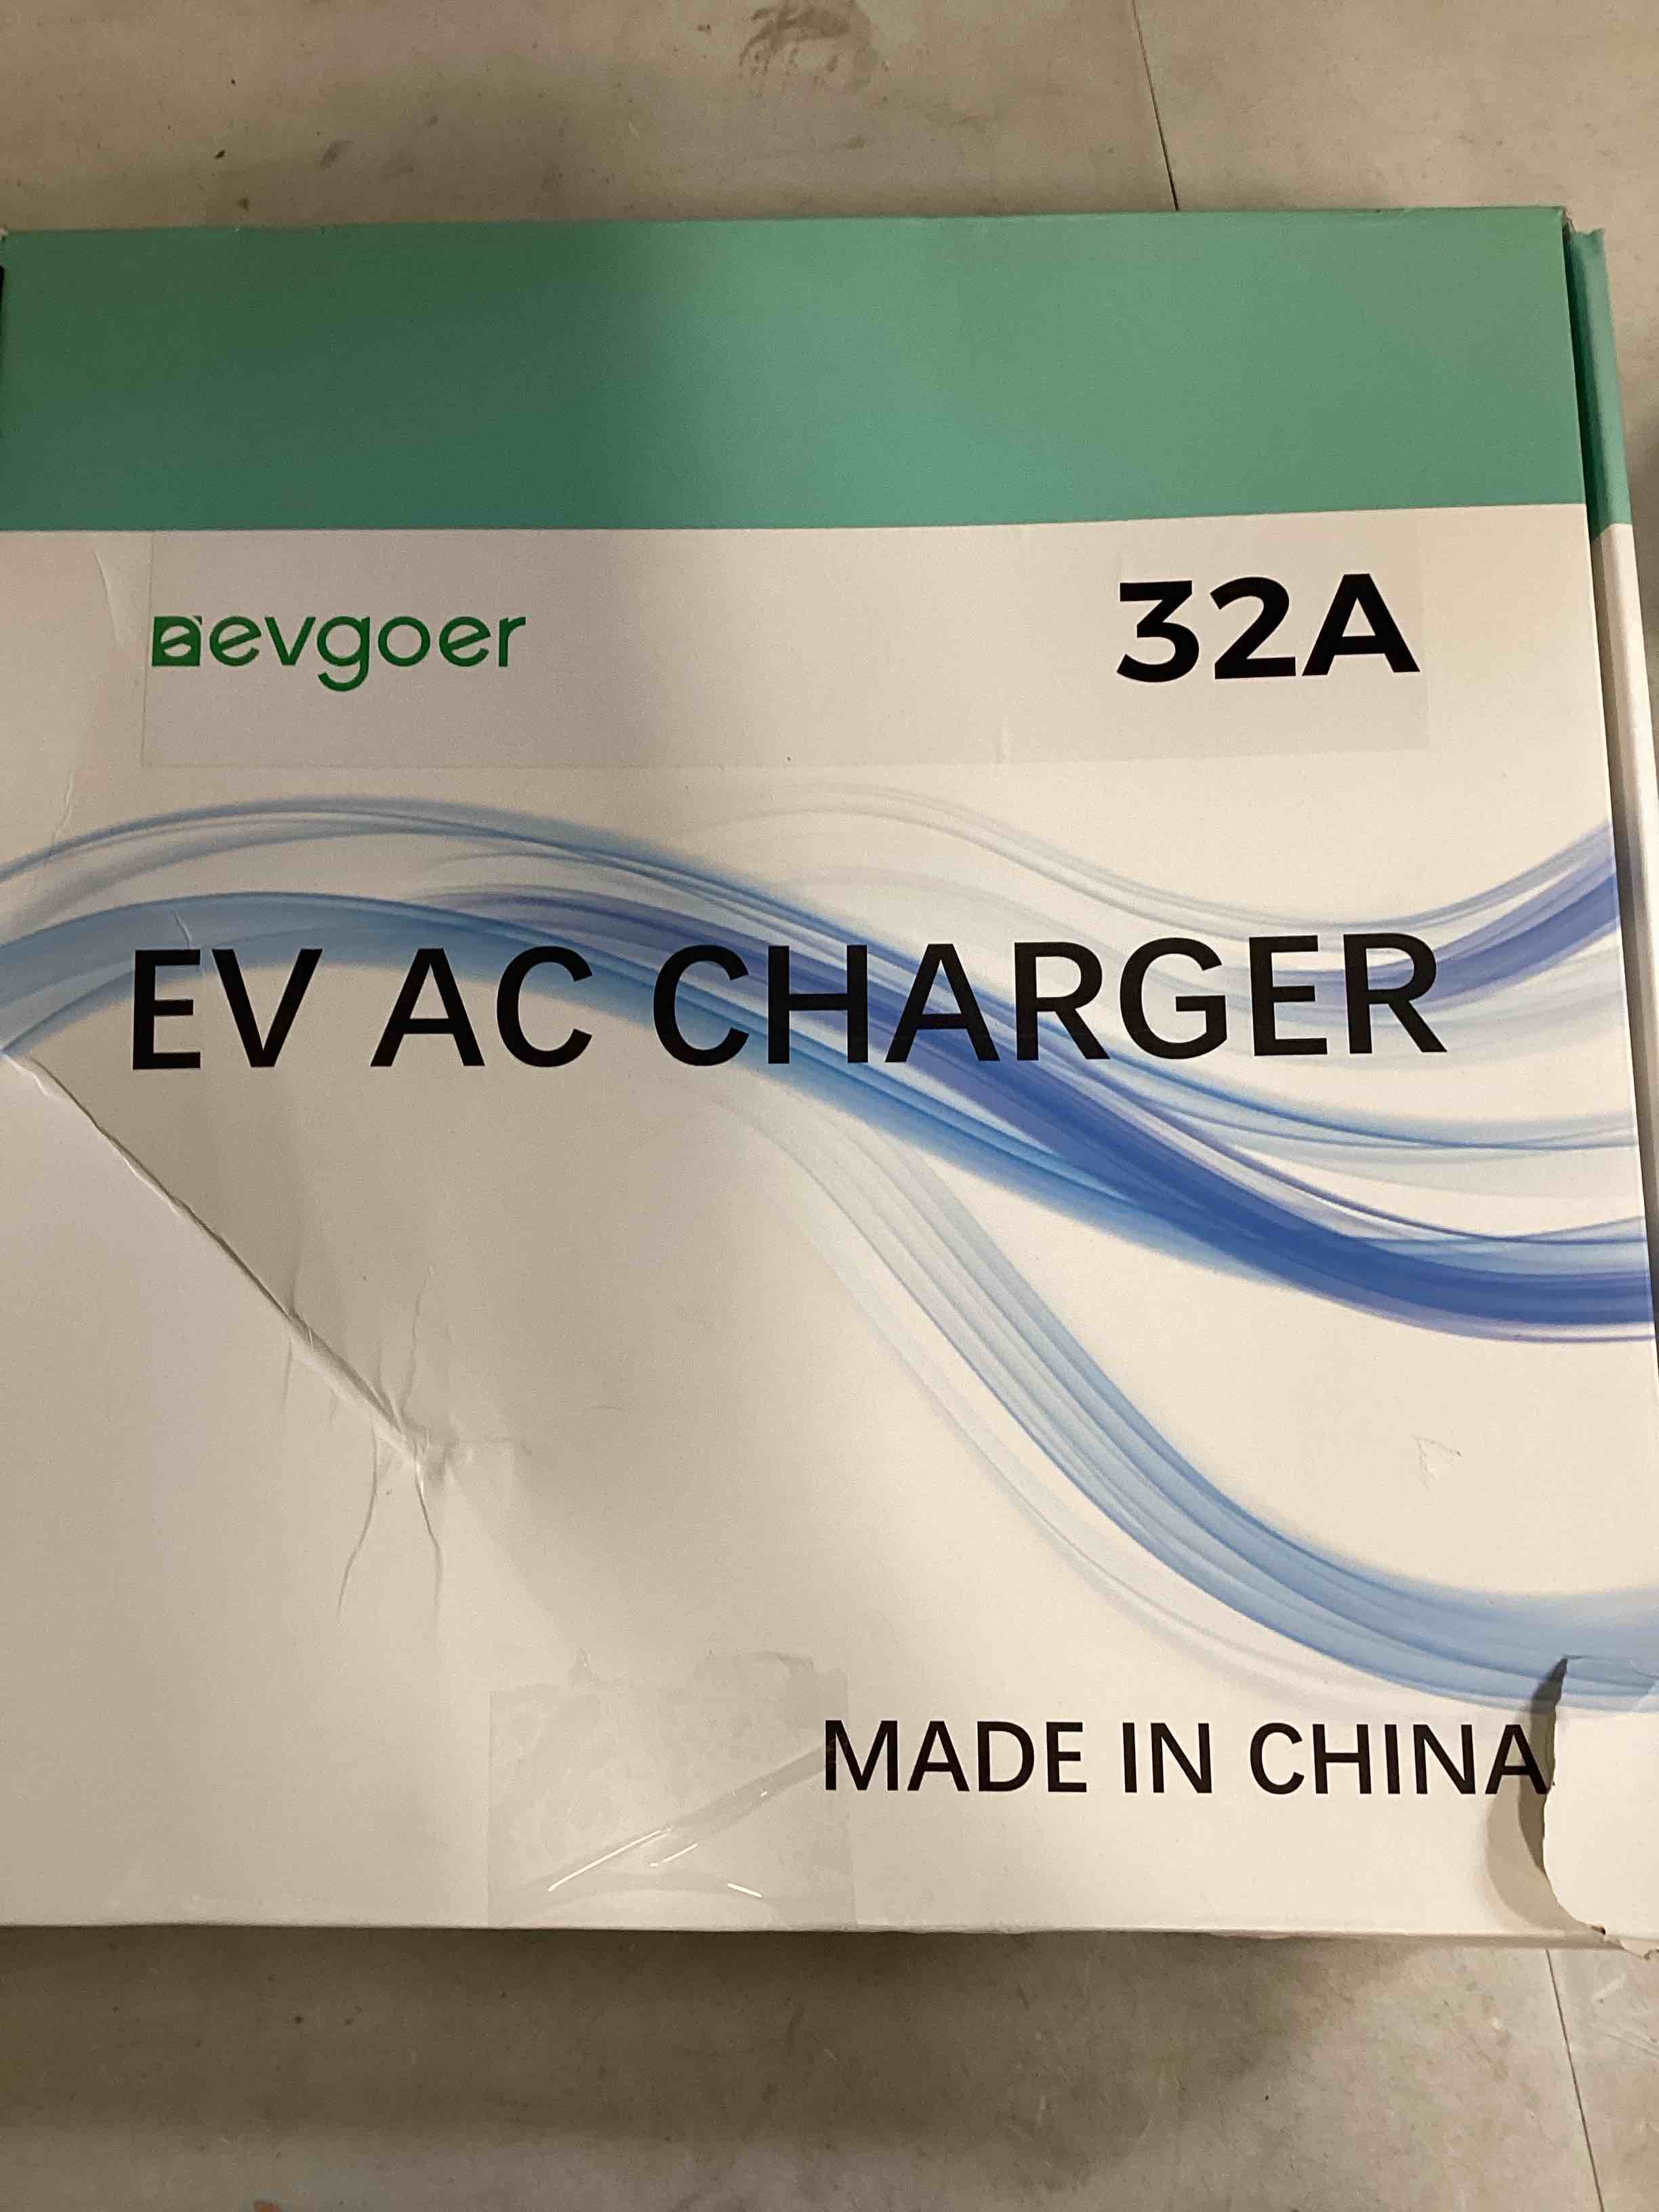 evgoer
32A
EV AC CHARGER
MADE IN CHINA